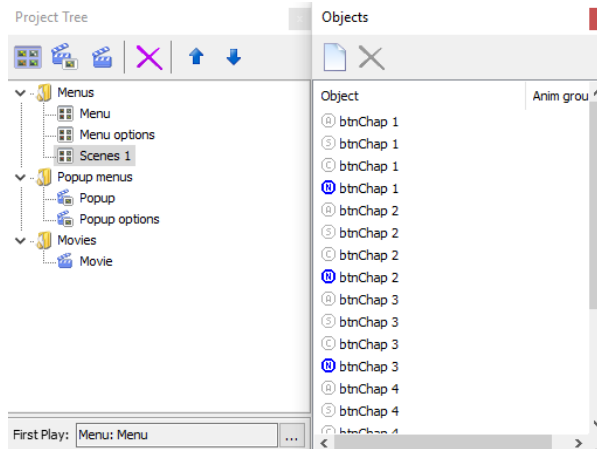 Project Tree
Menus
Menu
Menu options
Scenes 1
Popup menus
Popup
Popup options
Movies
Movie
First Play: Menu: Menu ...
Objects
Object Anim grou
A btnChap 1
S btnChap 1
C btnChap 1
N btnChap 1
A btnChap 2
S btnChap 2
C btnChap 2
N btnChap 2
A btnChap 3
S btnChap 3
C btnChap 3
N btnChap 3
A btnChap 4
S btnChap 4
C btnChap 4